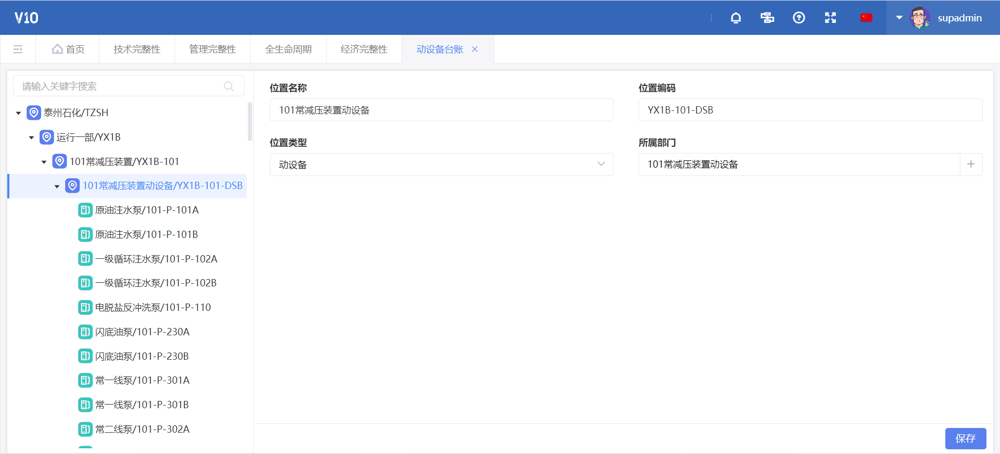 V10
supadmin
首页
技术完整性
管理完整性
全生命周期
经济完整性
动设备台账
请输入关键字搜索
泰州石化/TZSH
运行一部/YX1B
101常减压装置/YX1B-101
101常减压装置动设备/YX1B-101-DSB
原油注水泵/101-P-101A
原油注水泵/101-P-101B
一级循环注水泵/101-P-102A
一级循环注水泵/101-P-102B
电脱盐反冲洗泵/101-P-110
闪底油泵/101-P-230A
闪底油泵/101-P-230B
常一线泵/101-P-301A
常一线泵/101-P-301B
常二线泵/101-P-302A
位置名称
101常减压装置动设备
位置编码
YX1B-101-DSB
位置类型
动设备
所属部门
101常减压装置动设备
保存